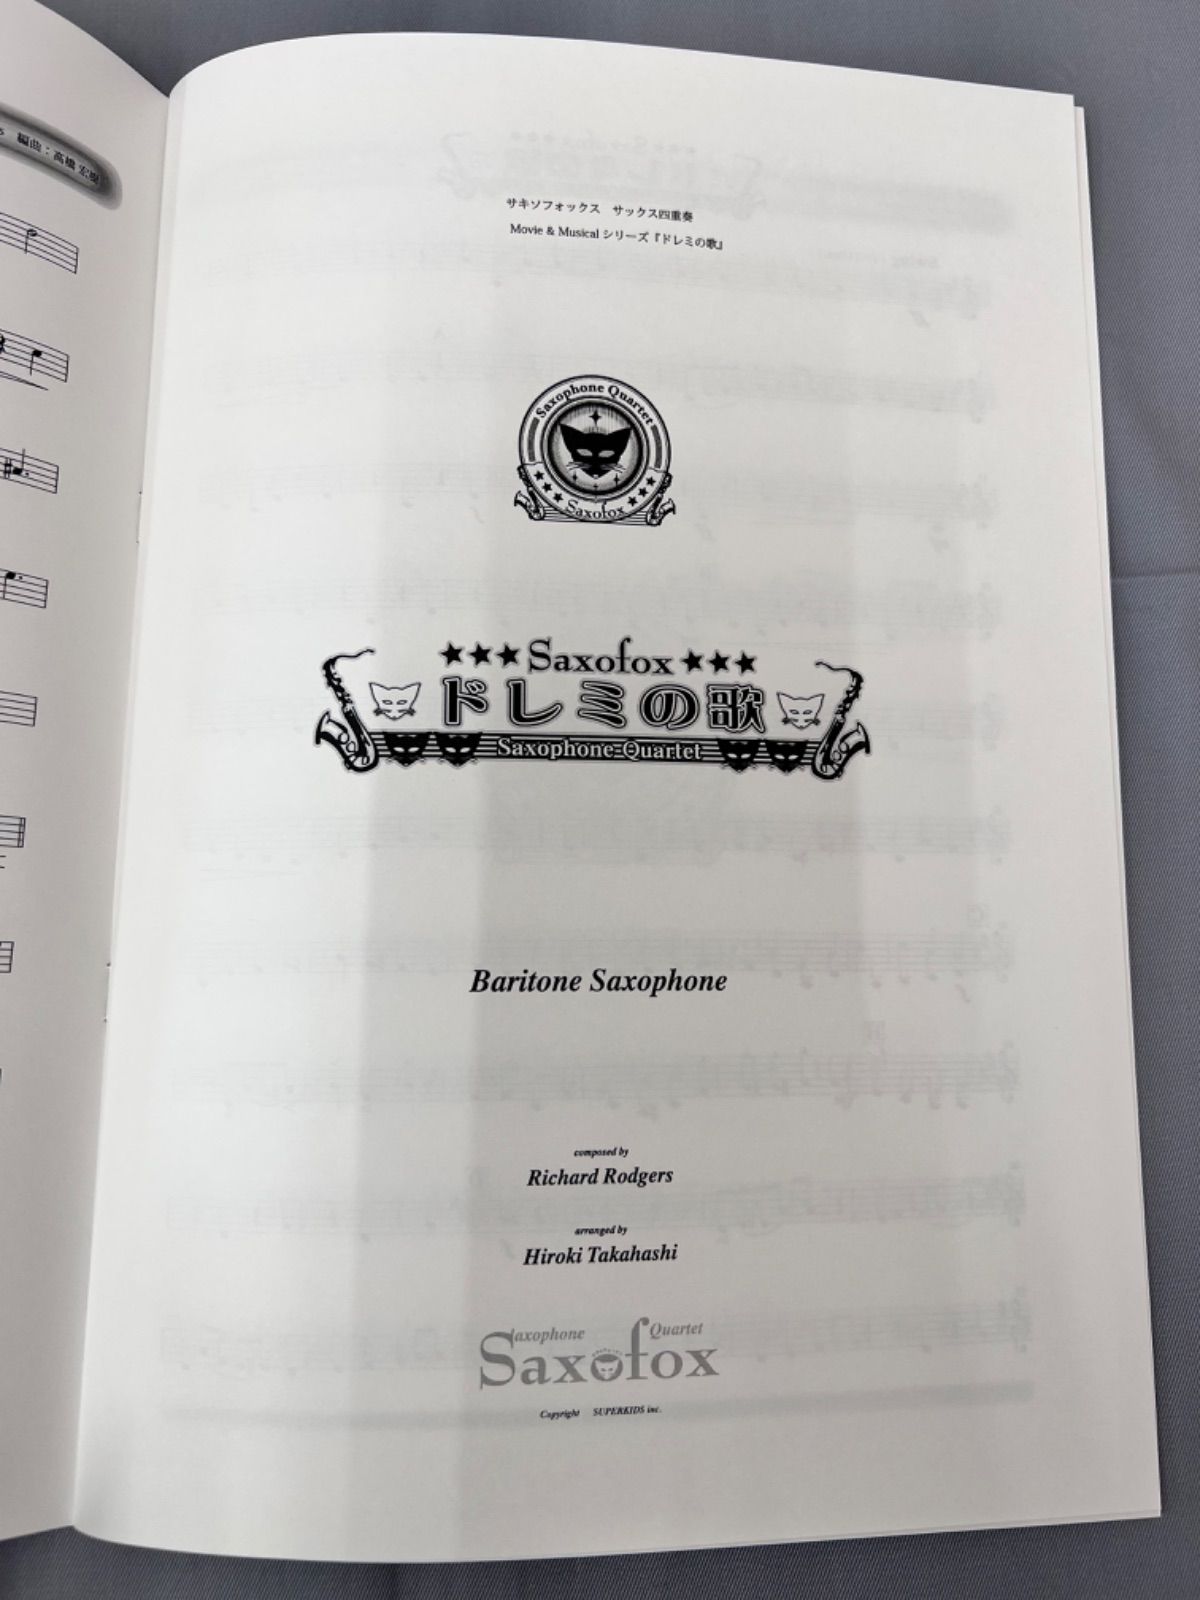 編曲：高橋 宏樹
サキソフォックス　サックス四重奏
Movie & Musical シリーズ『ドレミの歌』
Saxophone Quartet
Saxofox
★★★Saxofox★★★
ドレミの歌
Saxophone Quartet
Baritone Saxophone
composed by
Richard Rodgers
arranged by
Hiroki Takahashi
Saxophone Quartet
Saxofox
Copyright SUPERKIDS inc.